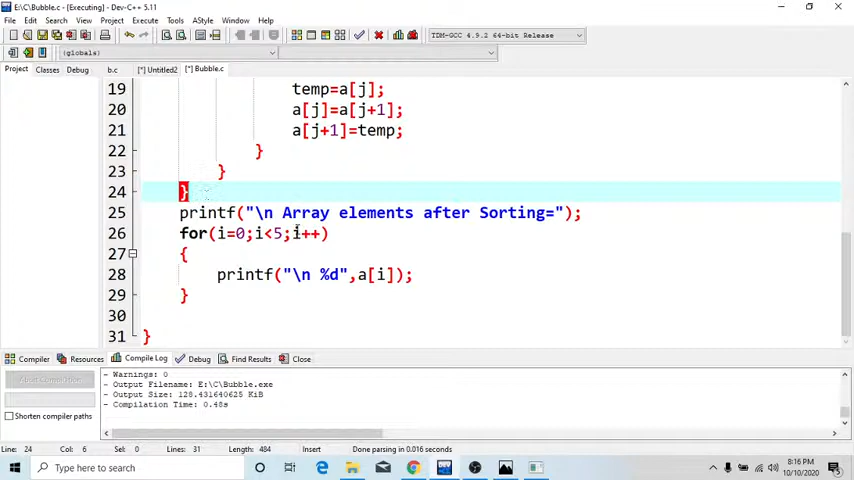 E:\C\Bubble.c - [Executing] - Dev-C++ 5.11
File Edit Search View Project Execute Tools AStyle Window Help
TDM-GCC 4.9.2 64-bit Release
(globals)
Project Classes Debug b.c [*] Untitled2 [*] Bubble.c
19 temp=a[j];
20 a[j]=a[j+1];
21 a[j+1]=temp;
22 }
23 }
24 }
25 printf("\n Array elements after Sorting=");
26 for(i=0;i<5;i++)
27 {
28 printf("\n %d",a[i]);
29 }
30
31 }
Compiler Resources Compile Log Debug Find Results Close
Abort Compilation
Shorten compiler paths
- Warnings: 0
- Output Filename: E:\C\Bubble.exe
- Output Size: 128.431640625 KiB
- Compilation Time: 0.48s
Line: 24 Col: 6 Sel: 0 Lines: 31 Length: 484 Insert Done parsing in 0.016 seconds
Type here to search
DEV
8:16 PM
10/10/2020
5